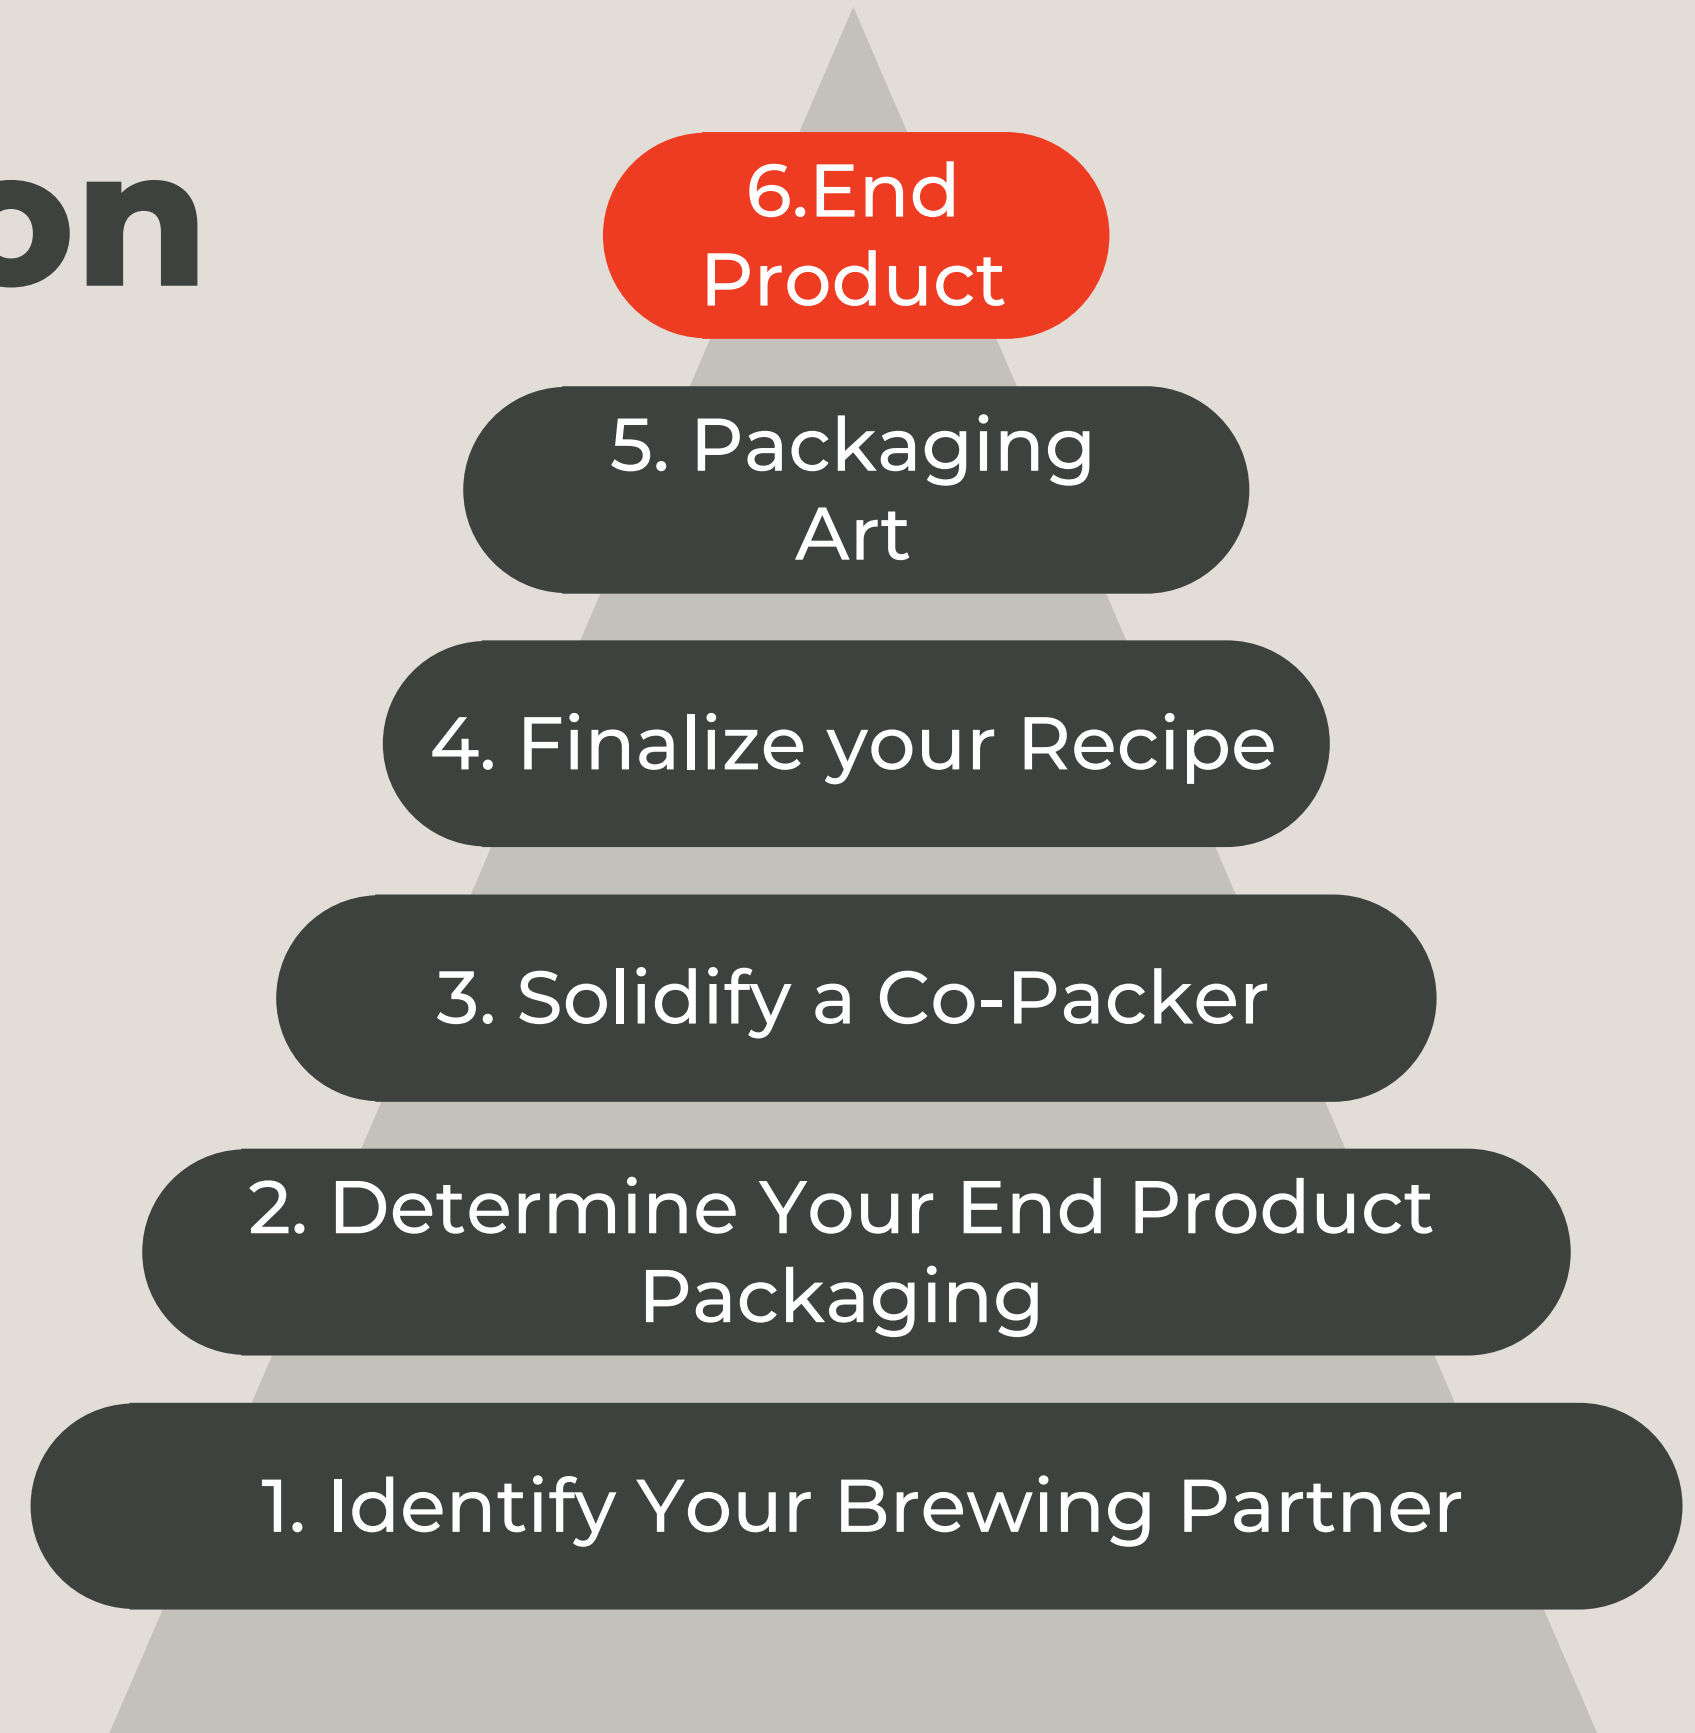 on
6.End
Product
5. Packaging
Art
4. Finalize your Recipe
3. Solidify a Co-Packer
2. Determine Your End Product
Packaging
1. Identify Your Brewing Partner